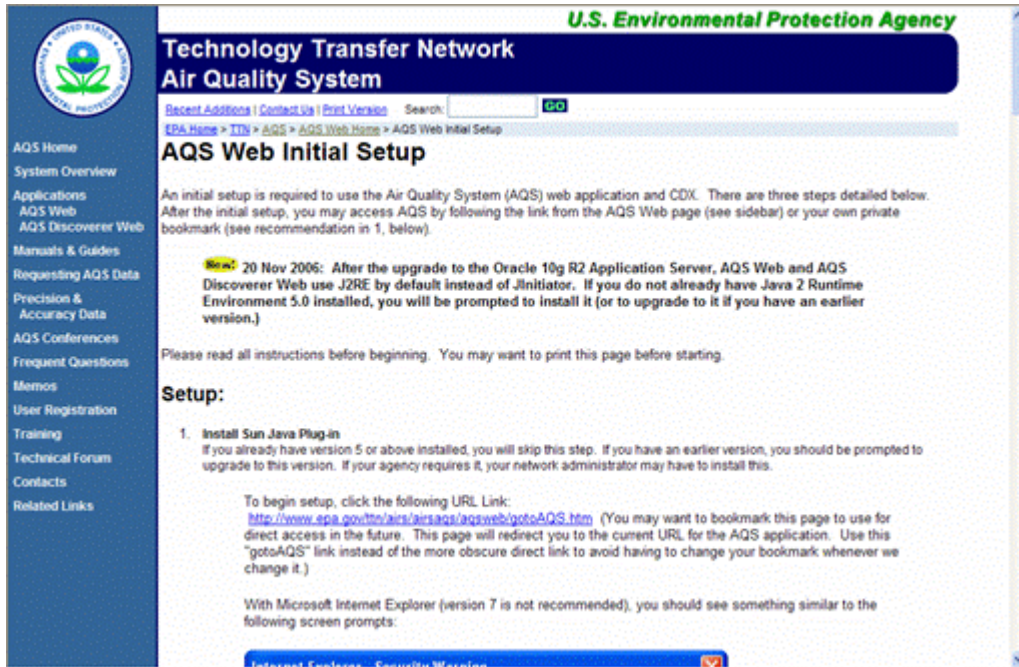 U.S. Environmental Protection Agency
UNITED STATES
Technology Transfer Network
Air Quality System
Recent Additions | Contact Us | Print Version Search: GO
EPA Home > TTN > AQS > AQS Web Home > AQS Web Initial Setup
AQS Web Initial Setup
AQS Home
System Overview
Applications
AQS Web
AQS Discoverer Web
Manuals & Guides
Requesting AQS Data
Precision &
Accuracy Data
AQS Conferences
Frequent Questions
Memos
User Registration
Training
Technical Forum
Contacts
Related Links
An initial setup is required to use the Air Quality System (AQS) web application and CDX. There are three steps detailed below.
After the initial setup, you may access AQS by following the link from the AQS Web page (see sidebar) or your own private
bookmark (see recommendation in 1, below).
New! 20 Nov 2006: After the upgrade to the Oracle 10g R2 Application Server, AQS Web and AQS
Discoverer Web use J2RE by default instead of JInitiator. If you do not already have Java 2 Runtime
Environment 5.0 installed, you will be prompted to install it (or to upgrade to it if you have an earlier
version.)
Please read all instructions before beginning. You may want to print this page before starting.
Setup:
1. Install Sun Java Plug-in
If you already have version 5 or above installed, you will skip this step. If you have an earlier version, you should be prompted to
upgrade to this version. If your agency requires it, your network administrator may have to install this.
To begin setup, click the following URL Link:
http://www.epa.gov/ttn/airs/airsaqs/aqsweb/gotoAQS.htm (You may want to bookmark this page to use for
direct access in the future. This page will redirect you to the current URL for the AQS application. Use this
"gotoAQS" link instead of the more obscure direct link to avoid having to change your bookmark whenever we
change it.)
With Microsoft Internet Explorer (version 7 is not recommended), you should see something similar to the
following screen prompts:
Internet Explorer - Security Warning